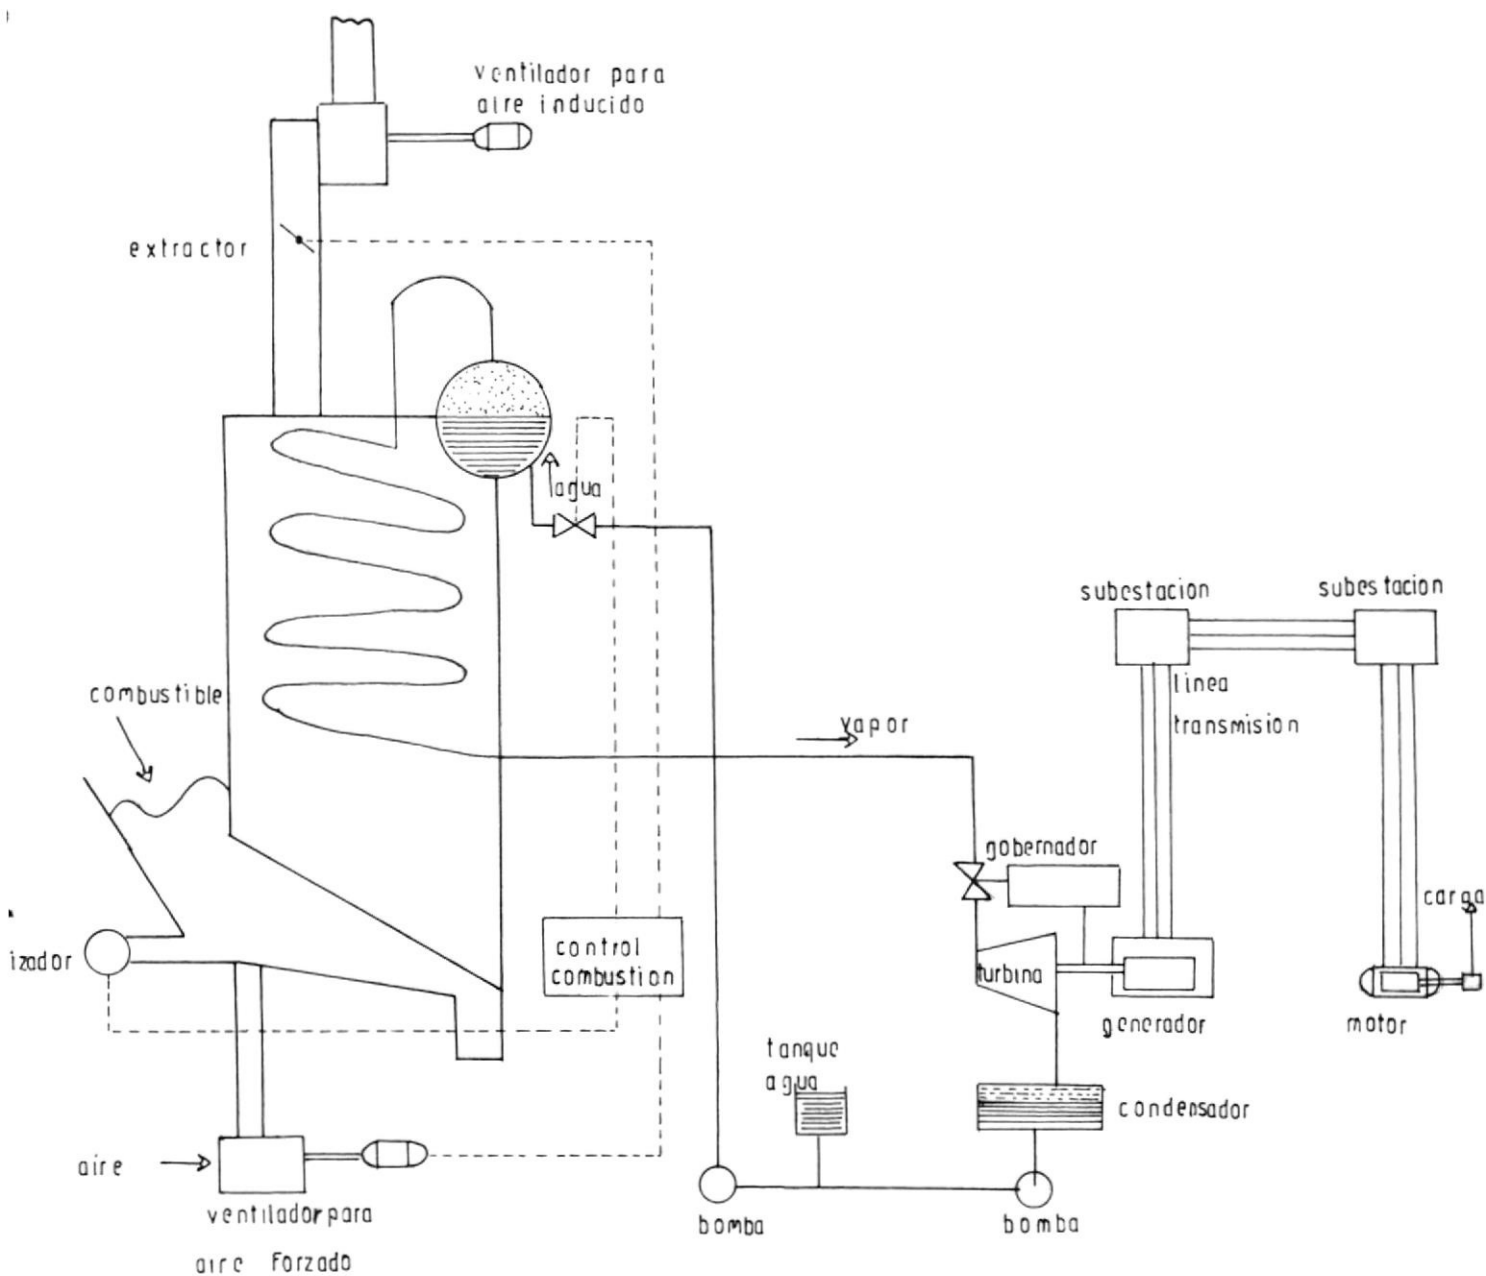 ventilador para
aire inducido
extractor
agua
subestacion
subestacion
linea
transmision
combustible
vapor
gobernador
carga
izador
control
combustion
turbina
generador
motor
tanque
agua
condensador
aire
ventilador para
aire Forzado
bomba
bomba